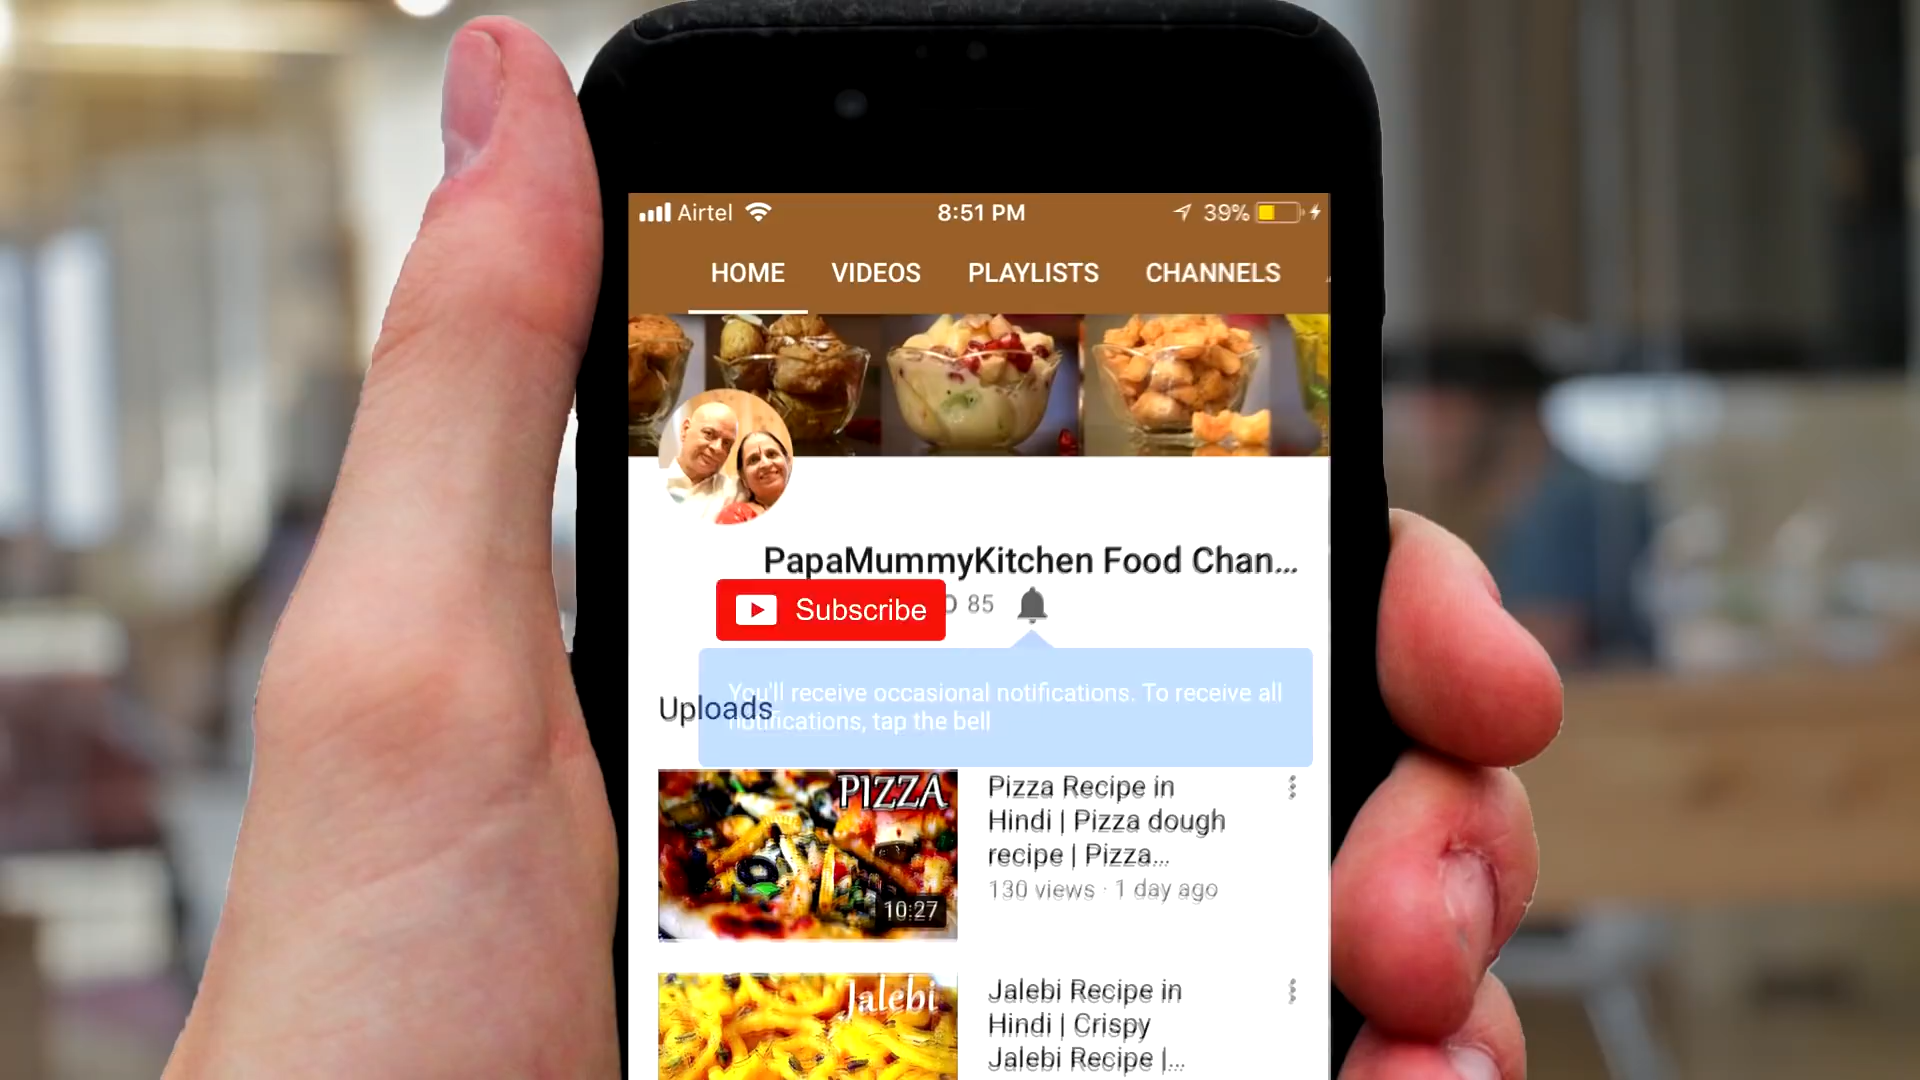 Airtel 8:51 PM 39%
HOME VIDEOS PLAYLISTS CHANNELS
PapaMummyKitchen Food Chan...
Subscribe 85
You'll receive occasional notifications. To receive all
notifications, tap the bell
Uploads
PIZZA
10:27
Pizza Recipe in
Hindi | Pizza dough
recipe | Pizza...
130 views · 1 day ago
Jalebi
Jalebi Recipe in
Hindi | Crispy
Jalebi Recipe |...